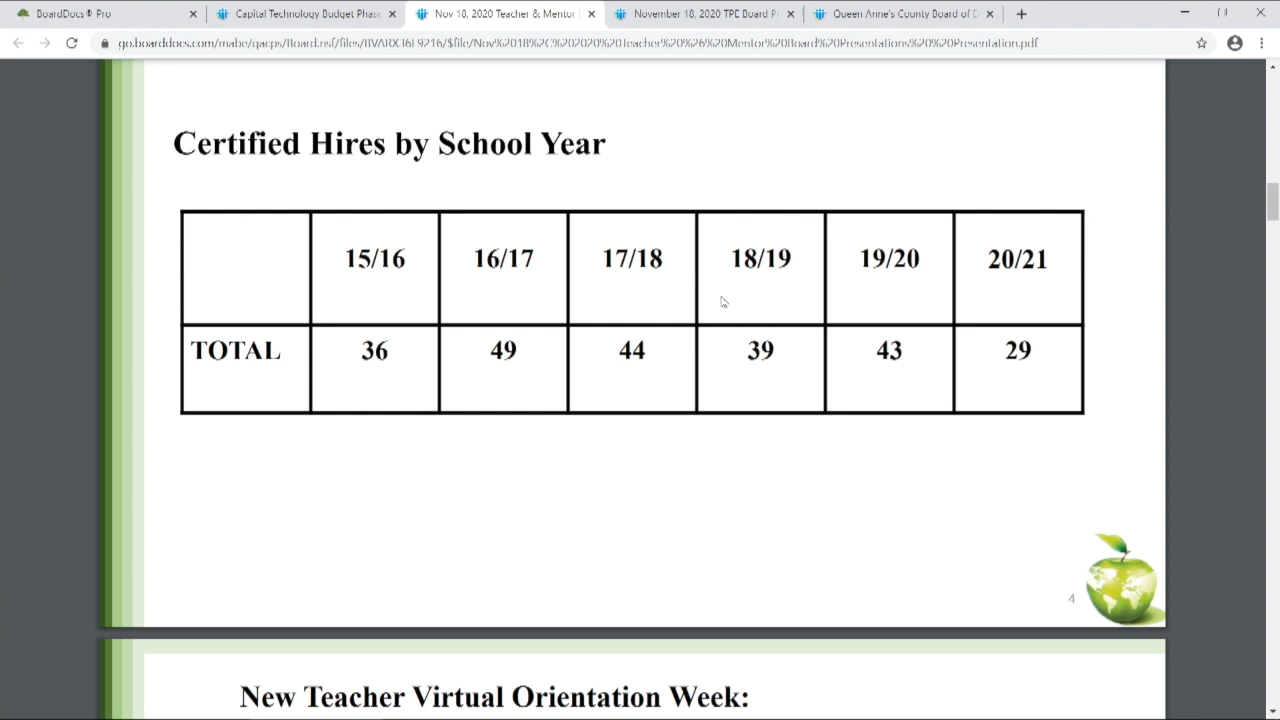 BoardDocs® Pro
Capital Technology Budget Phase
Nov 18, 2020 Teacher & Mentor
November 18, 2020 TPE Board P
Queen Anne's County Board of
Certified Hires by School Year
15/16 16/17 17/18 18/19 19/20 20/21
TOTAL 36 49 44 39 43 29
4
New Teacher Virtual Orientation Week: